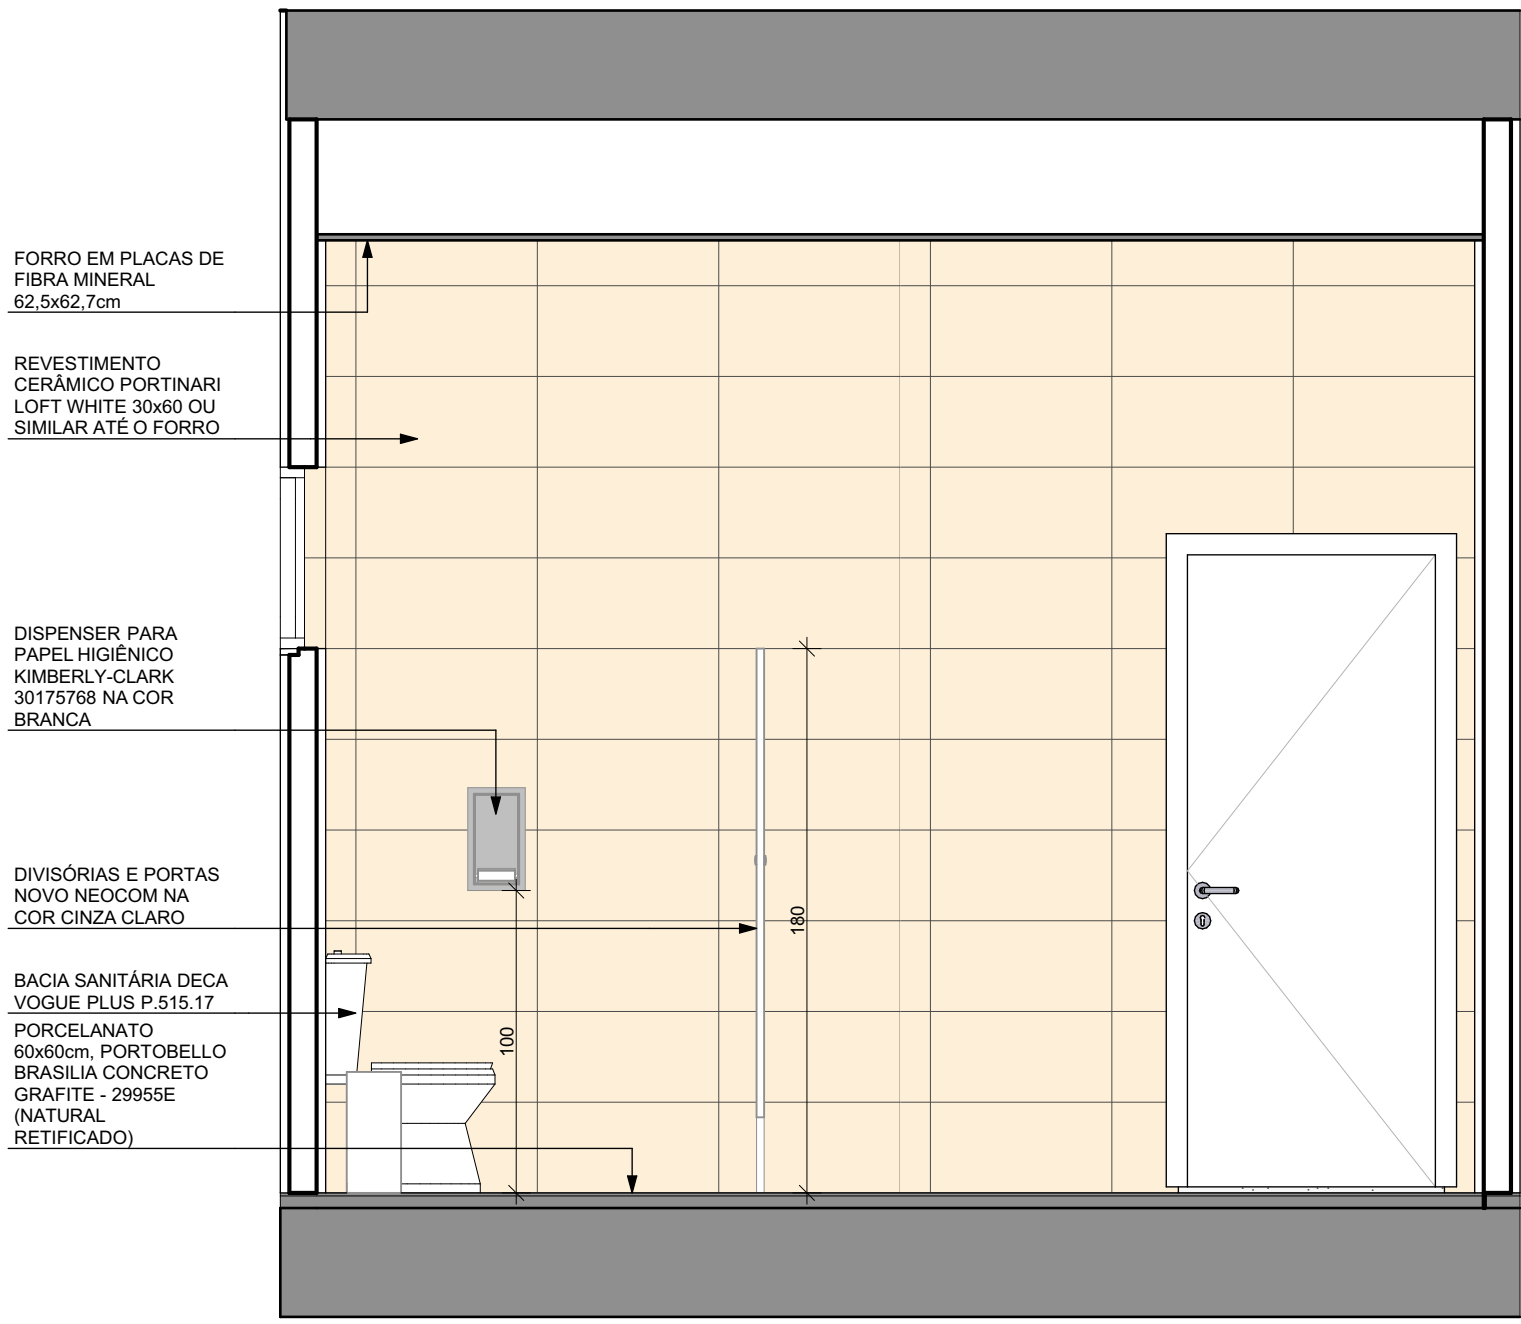 FORRO EM PLACAS DE
FIBRA MINERAL
62,5x62,7cm
REVESTIMENTO
CERÂMICO PORTINARI
LOFT WHITE 30x60 OU
SIMILAR ATÉ O FORRO
DISPENSER PARA
PAPEL HIGIÊNICO
KIMBERLY-CLARK
30175768 NA COR
BRANCA
DIVISÓRIAS E PORTAS
NOVO NEOCOM NA
COR CINZA CLARO
BACIA SANITÁRIA DECA
VOGUE PLUS P.515.17
PORCELANATO
60x60cm, PORTOBELLO
BRASILIA CONCRETO
GRAFITE - 29955E
(NATURAL
RETIFICADO)
100
180